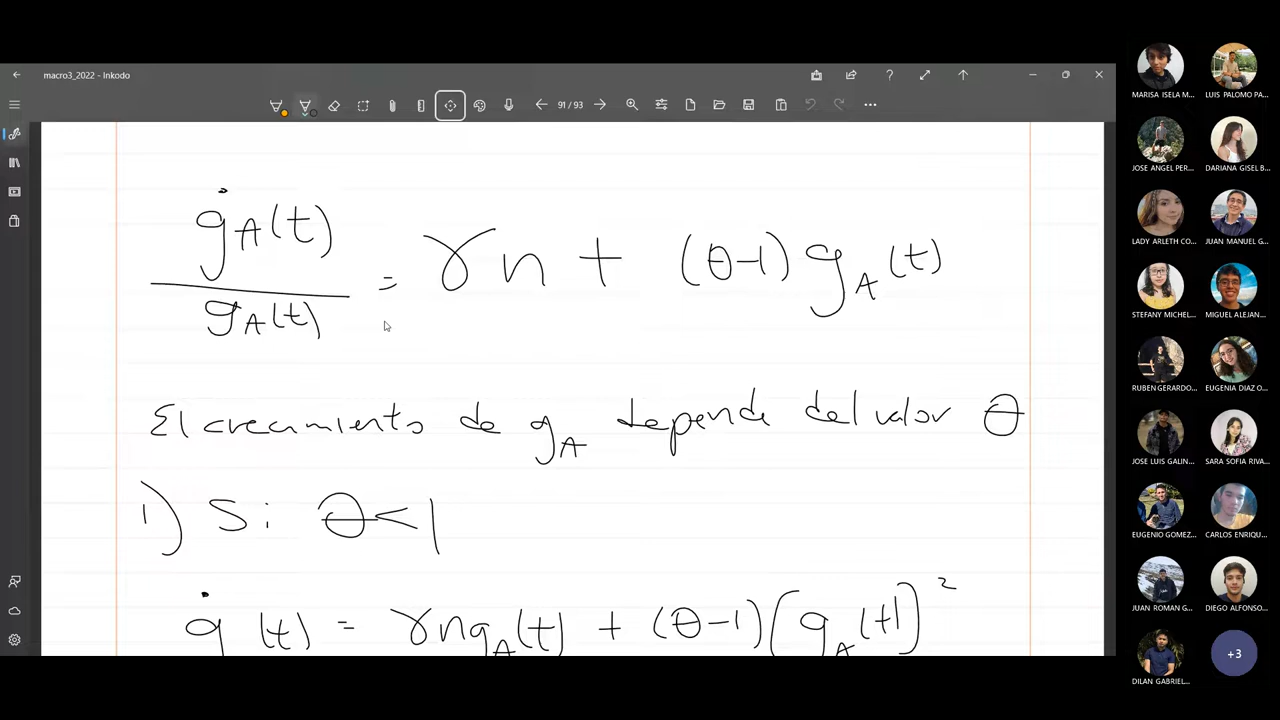 macro3_2022 - Inkodo
91 / 93
ġA(t)
gA(t)
= γn + (θ-1) gA(t)
El crecimiento de gA depende del valor θ
1) Si θ<1
ġA(t) = γngA(t) + (θ-1)(gA(t))²
MARISA ISELA M...
LUIS PALOMO PA...
JOSE ANGEL PER...
DARIANA GISEL B...
LADY ARLETH CO...
JUAN MANUEL G...
STEFANY MICHEL...
MIGUEL ALEJAN...
RUBEN GERARDO...
EUGENIA DIAZ O...
JOSE LUIS GALIN...
SARA SOFIA RIVA...
EUGENIO GOMEZ...
CARLOS ENRIQU...
JUAN ROMAN G...
DIEGO ALFONSO...
DILAN GABRIEL...
+3